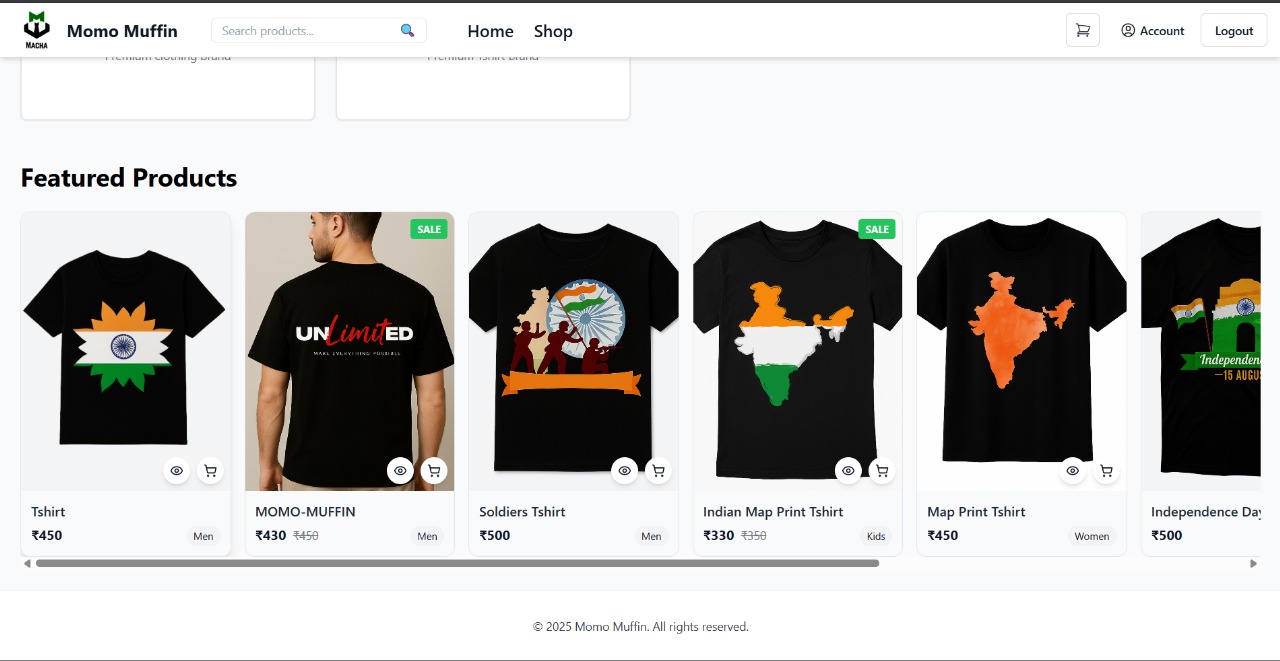 MACHA
Momo Muffin
Search products...
Home
Shop
Account
Logout
Premium clothing brand
Premium Tshirt brand
Featured Products
SALE
UNLimitED
MAKE EVERYTHING POSSIBLE
SALE
Independen
—15 AUGU
Tshirt
₹450
Men
MOMO-MUFFIN
₹430 ₹450
Men
Soldiers Tshirt
₹500
Men
Indian Map Print Tshirt
₹330 ₹350
Kids
Map Print Tshirt
₹450
Women
Independence Day
₹500
© 2025 Momo Muffin. All rights reserved.